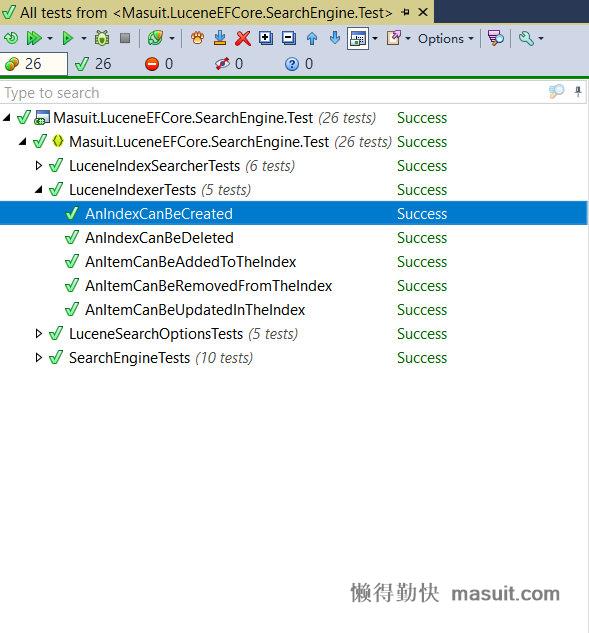 All tests from <Masuit.LuceneEFCore.SearchEngine.Test>
Options
26 26 0 0 0
Type to search
Masuit.LuceneEFCore.SearchEngine.Test (26 tests) Success
Masuit.LuceneEFCore.SearchEngine.Test (26 tests) Success
LuceneIndexSearcherTests (6 tests) Success
LuceneIndexerTests (5 tests) Success
AnIndexCanBeCreated Success
AnIndexCanBeDeleted Success
AnItemCanBeAddedToTheIndex Success
AnItemCanBeRemovedFromTheIndex Success
AnItemCanBeUpdatedInTheIndex Success
LuceneSearchOptionsTests (5 tests) Success
SearchEngineTests (10 tests) Success
懒得勤快 masuit.com